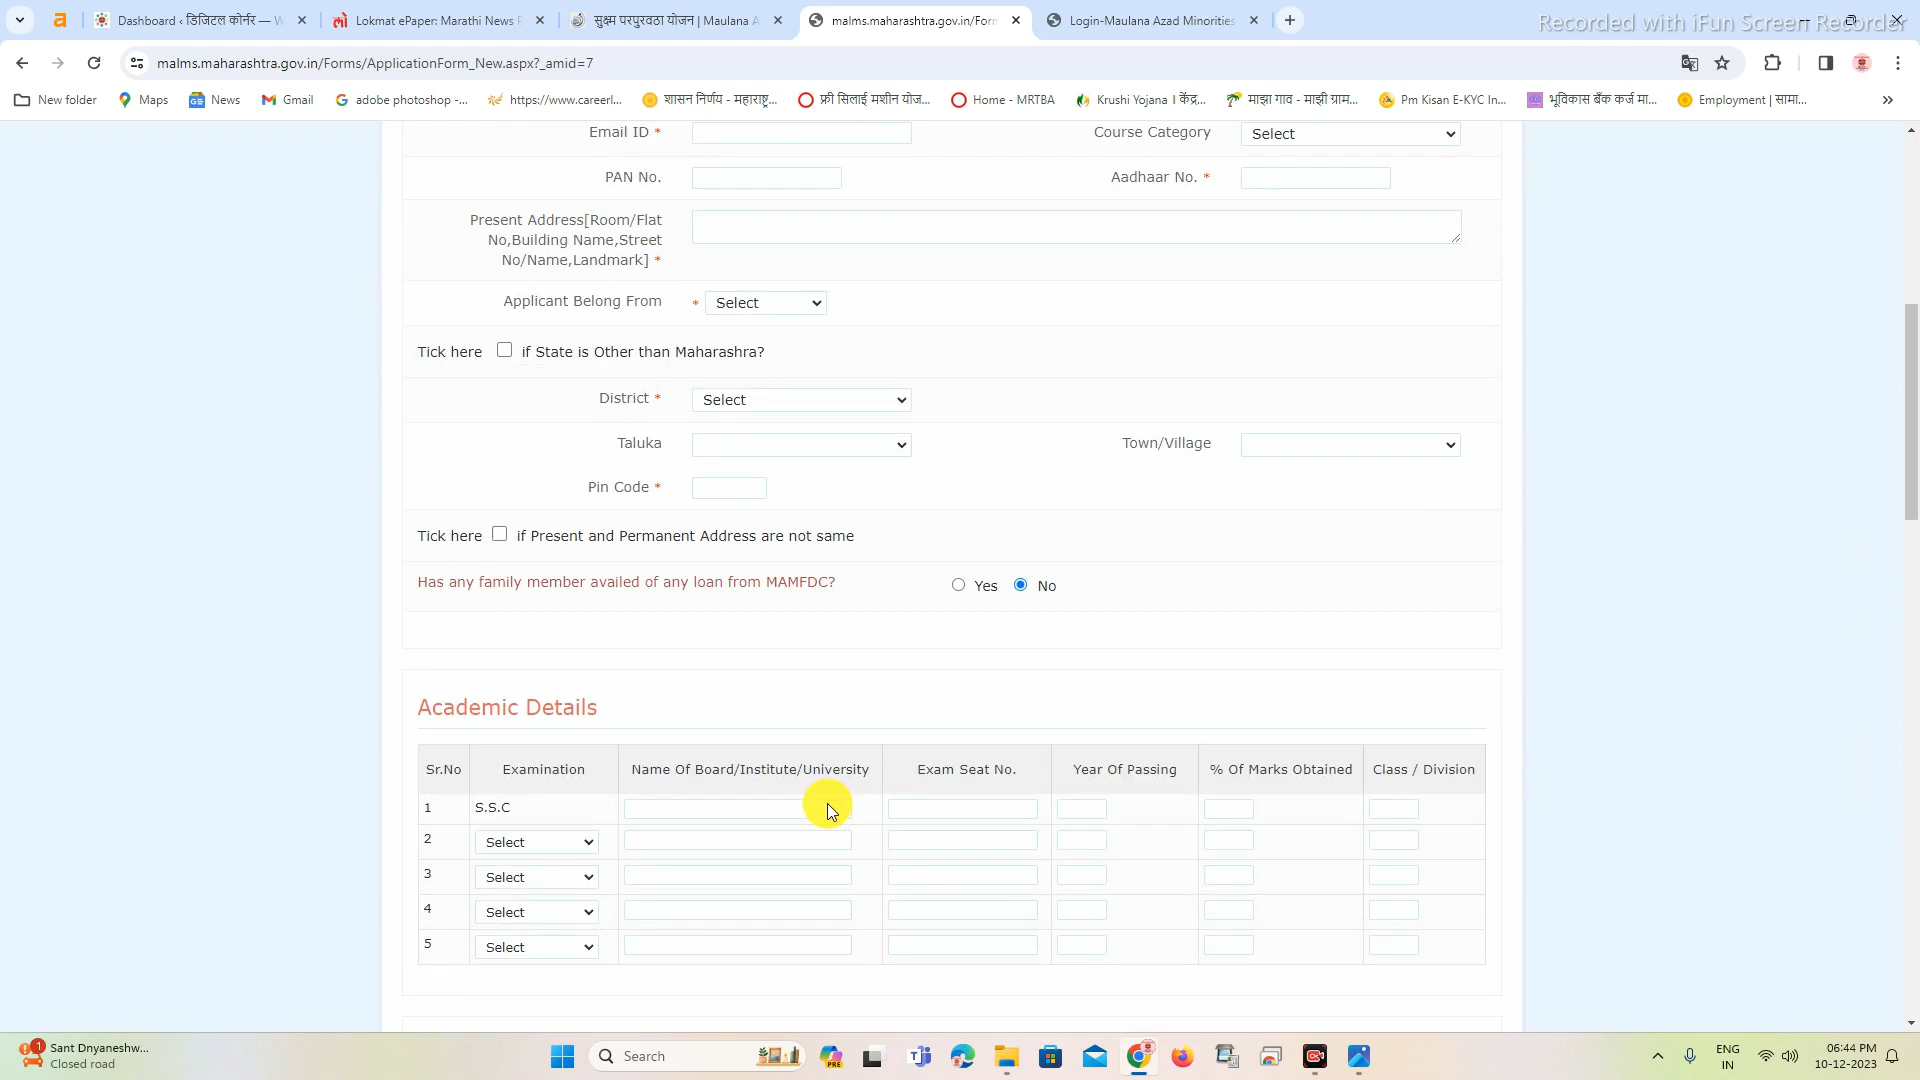 Dashboard ‹ डिजिटल कोर्नर — W
Lokmat ePaper: Marathi News P
सुक्ष्म परपुरवठा योजन | Maulana A
malms.maharashtra.gov.in/Form
Login-Maulana Azad Minorities
Recorded with iFun Screen Recorder
malms.maharashtra.gov.in/Forms/ApplicationForm_New.aspx?_amid=7
New folder
Maps
News
Gmail
adobe photoshop -...
https://www.careerl...
शासन निर्णय - महाराष्ट्र...
फ्री सिलाई मशीन योज...
Home - MRTBA
Krushi Yojana । केंद्र...
माझा गाव - माझी ग्राम...
Pm Kisan E-KYC In...
भूविकास बँक कर्ज मा...
Employment | सामा...
»
Email ID *
Course Category
Select
PAN No.
Aadhaar No. *
Present Address[Room/Flat
No,Building Name,Street
No/Name,Landmark] *
Applicant Belong From
* Select
Tick here if State is Other than Maharashra?
District *
Select
Taluka
Town/Village
Pin Code *
Tick here if Present and Permanent Address are not same
Has any family member availed of any loan from MAMFDC?
Yes No
Academic Details
Sr.No Examination Name Of Board/Institute/University Exam Seat No. Year Of Passing % Of Marks Obtained Class / Division
1 S.S.C
2 Select
3 Select
4 Select
5 Select
1
Sant Dnyaneshw...
Closed road
Search
PRE
ENG
IN
06:44 PM
10-12-2023